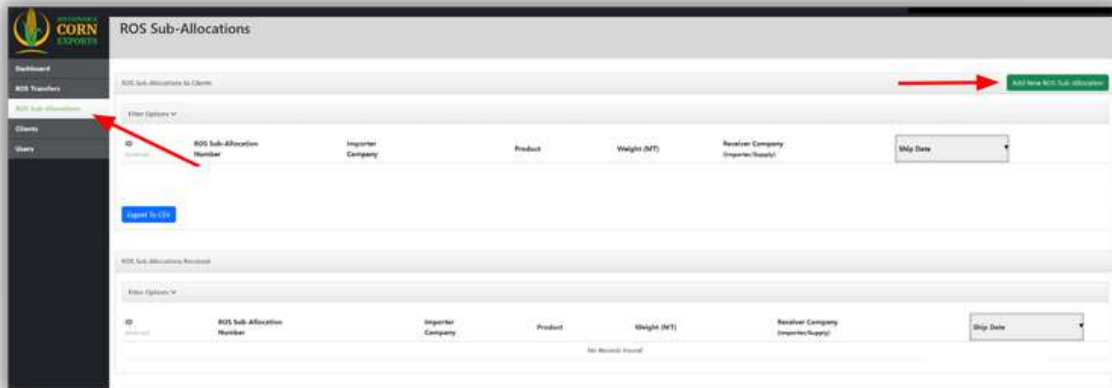 CORN
EXPORTS
ROS Sub-Allocations
Dashboard
ROS Transfers
ROS Sub-Allocations
Clients
Users
ROS Sub-Allocations to Clients
Add New ROS Sub-Allocation
Filter Options
ID
ROS Sub-Allocation
Number
Importer
Company
Product
Weight (MT)
Receiver Company
(Importer/Supply)
Ship Date
Export To CSV
ROS Sub-Allocations Received
Filter Options
ID
ROS Sub-Allocation
Number
Importer
Company
Product
Weight (MT)
Receiver Company
(Importer/Supply)
Ship Date
No Records Found